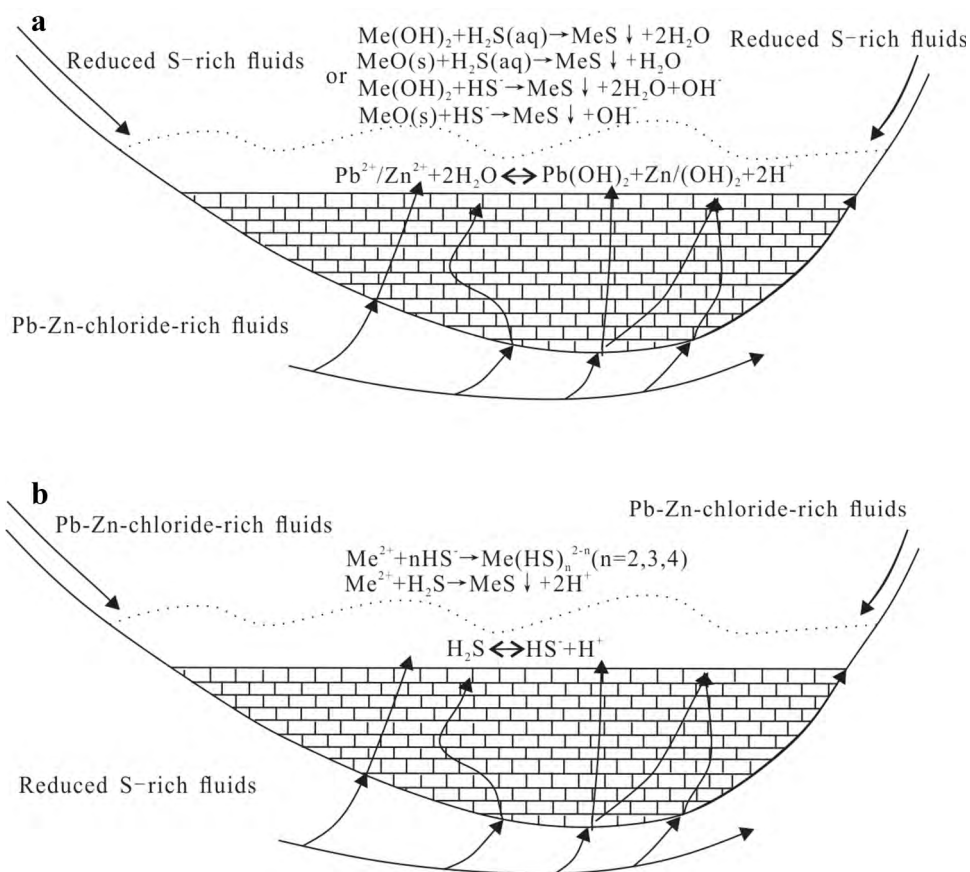 a
Me(OH)₂+H₂S(aq)→MeS↓+2H₂O
Reduced S-rich fluids
or
MeO(s)+H₂S(aq)→MeS↓+H₂O
Reduced S-rich fluids
Me(OH)₂+HS⁻→MeS↓+2H₂O+OH⁻
MeO(s)+HS⁻→MeS↓+OH⁻
Pb²⁺/Zn²⁺+2H₂O↔Pb(OH)₂+Zn/(OH)₂+2H⁺
Pb-Zn-chloride-rich fluids
b
Pb-Zn-chloride-rich fluids
Pb-Zn-chloride-rich fluids
Me²⁺+nHS⁻→Me(HS)ₙ²⁻ⁿ(n=2,3,4)
Me²⁺+H₂S→MeS↓+2H⁺
H₂S↔HS⁻+H⁺
Reduced S-rich fluids